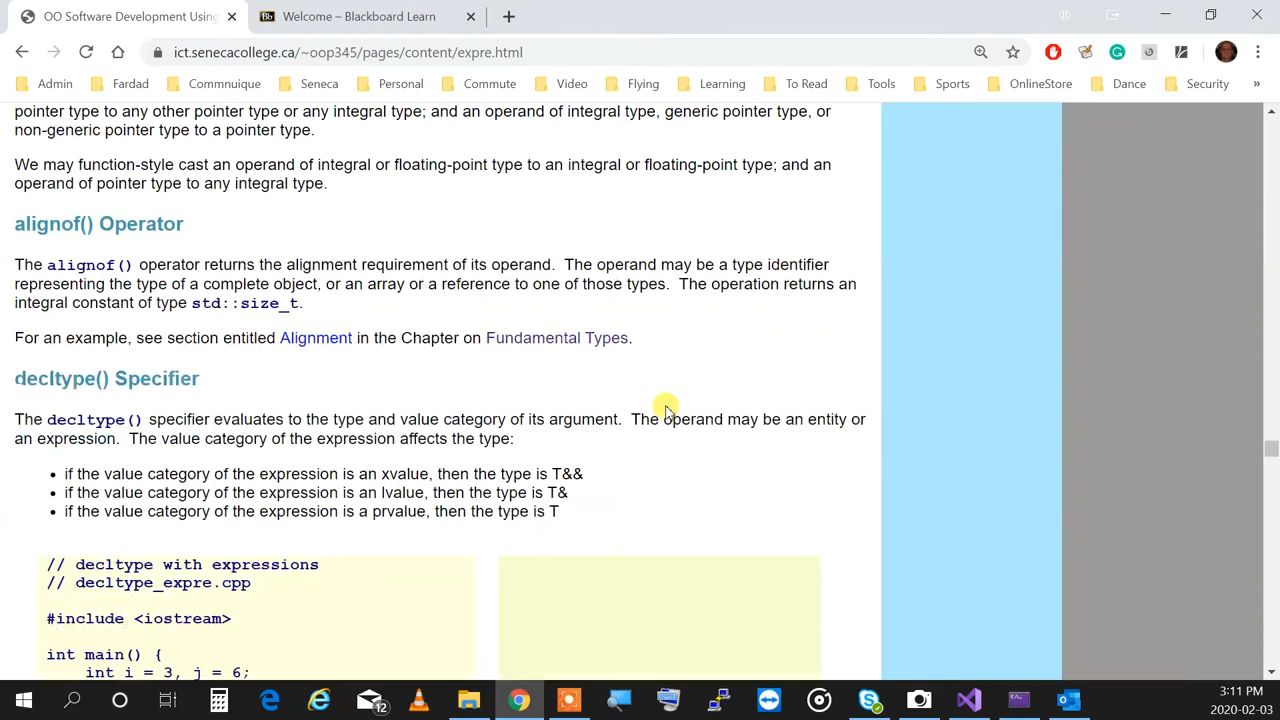 OO Software Development Using
Welcome – Blackboard Learn
ict.senecacollege.ca/~oop345/pages/content/expre.html
Admin Fardad Commnuique Seneca Personal Commute Video Flying Learning To Read Tools Sports OnlineStore Dance Security »
pointer type to any other pointer type or any integral type; and an operand of integral type, generic pointer type, or
non-generic pointer type to a pointer type.
We may function-style cast an operand of integral or floating-point type to an integral or floating-point type; and an
operand of pointer type to any integral type.
alignof() Operator
The alignof() operator returns the alignment requirement of its operand. The operand may be a type identifier
representing the type of a complete object, or an array or a reference to one of those types. The operation returns an
integral constant of type std::size_t.
For an example, see section entitled Alignment in the Chapter on Fundamental Types.
decltype() Specifier
The decltype() specifier evaluates to the type and value category of its argument. The operand may be an entity or
an expression. The value category of the expression affects the type:
• if the value category of the expression is an xvalue, then the type is T&&
• if the value category of the expression is an lvalue, then the type is T&
• if the value category of the expression is a prvalue, then the type is T
// decltype with expressions
// decltype_expre.cpp
#include <iostream>
int main() {
int i = 3, j = 6;
12
3:11 PM
2020-02-03